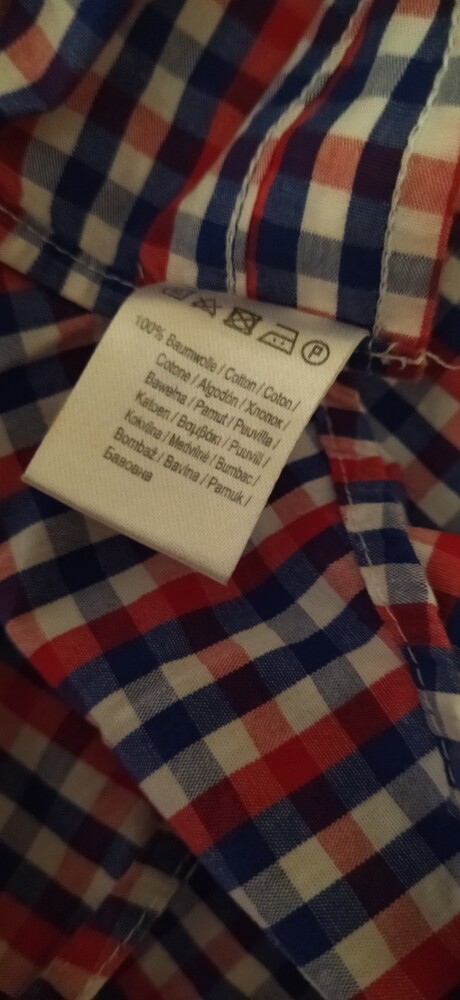 P
100% Baumwolle / Cotton / Coton /
Cotone / Algodón / Хлопок /
Bawełna / Pamut / Puuvilla /
Katoen / Βαμβάκι / Puuvill /
Kokvilna / Medvilnė / Bumbac /
Bombaž / Bavlna / Pamuk /
Бавовна